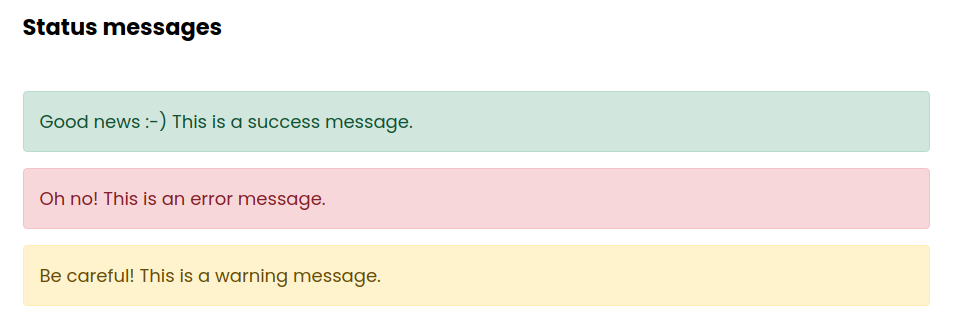 Status messages
Good news :-) This is a success message.
Oh no! This is an error message.
Be careful! This is a warning message.